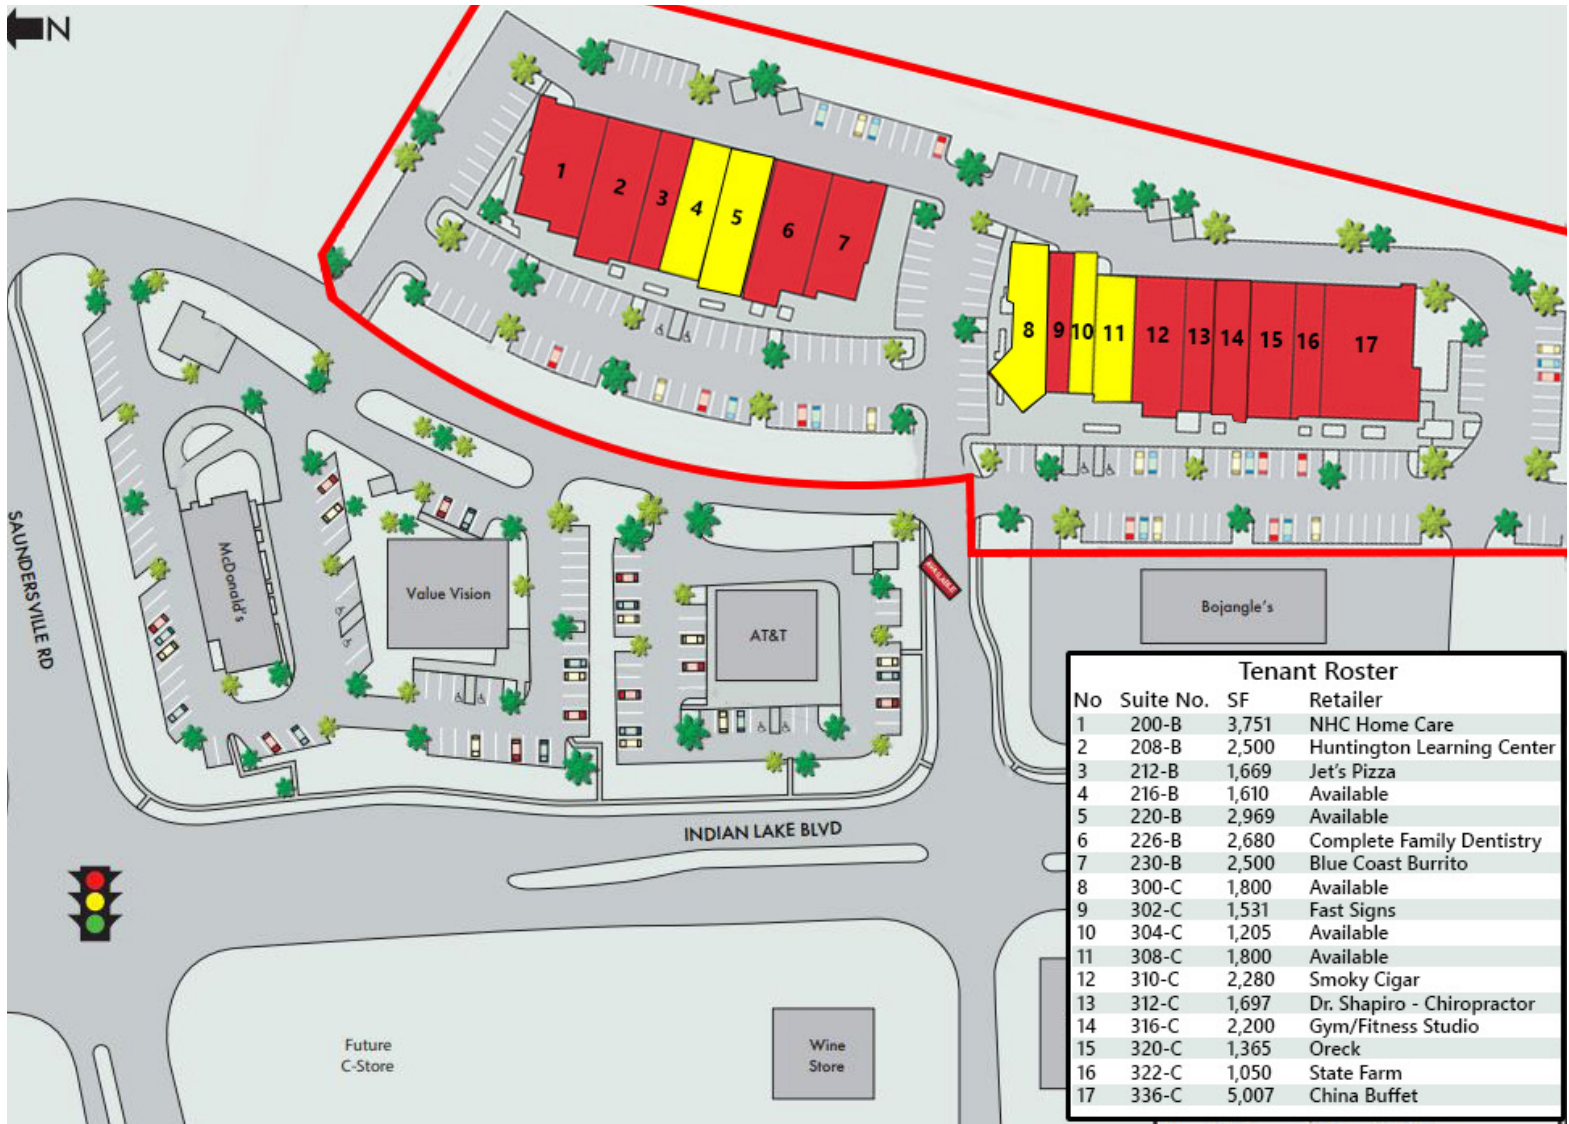 N
1
2
3
4
5
6
7
8
9
10
11
12
13
14
15
16
17
SAUNDERSVILLE RD
McDonald's
Value Vision
AT&T
AVAILABLE
Bojangle's
INDIAN LAKE BLVD
Future
C-Store
Wine
Store
Tenant Roster
No Suite No. SF Retailer
1 200-B 3,751 NHC Home Care
2 208-B 2,500 Huntington Learning Center
3 212-B 1,669 Jet's Pizza
4 216-B 1,610 Available
5 220-B 2,969 Available
6 226-B 2,680 Complete Family Dentistry
7 230-B 2,500 Blue Coast Burrito
8 300-C 1,800 Available
9 302-C 1,531 Fast Signs
10 304-C 1,205 Available
11 308-C 1,800 Available
12 310-C 2,280 Smoky Cigar
13 312-C 1,697 Dr. Shapiro - Chiropractor
14 316-C 2,200 Gym/Fitness Studio
15 320-C 1,365 Oreck
16 322-C 1,050 State Farm
17 336-C 5,007 China Buffet